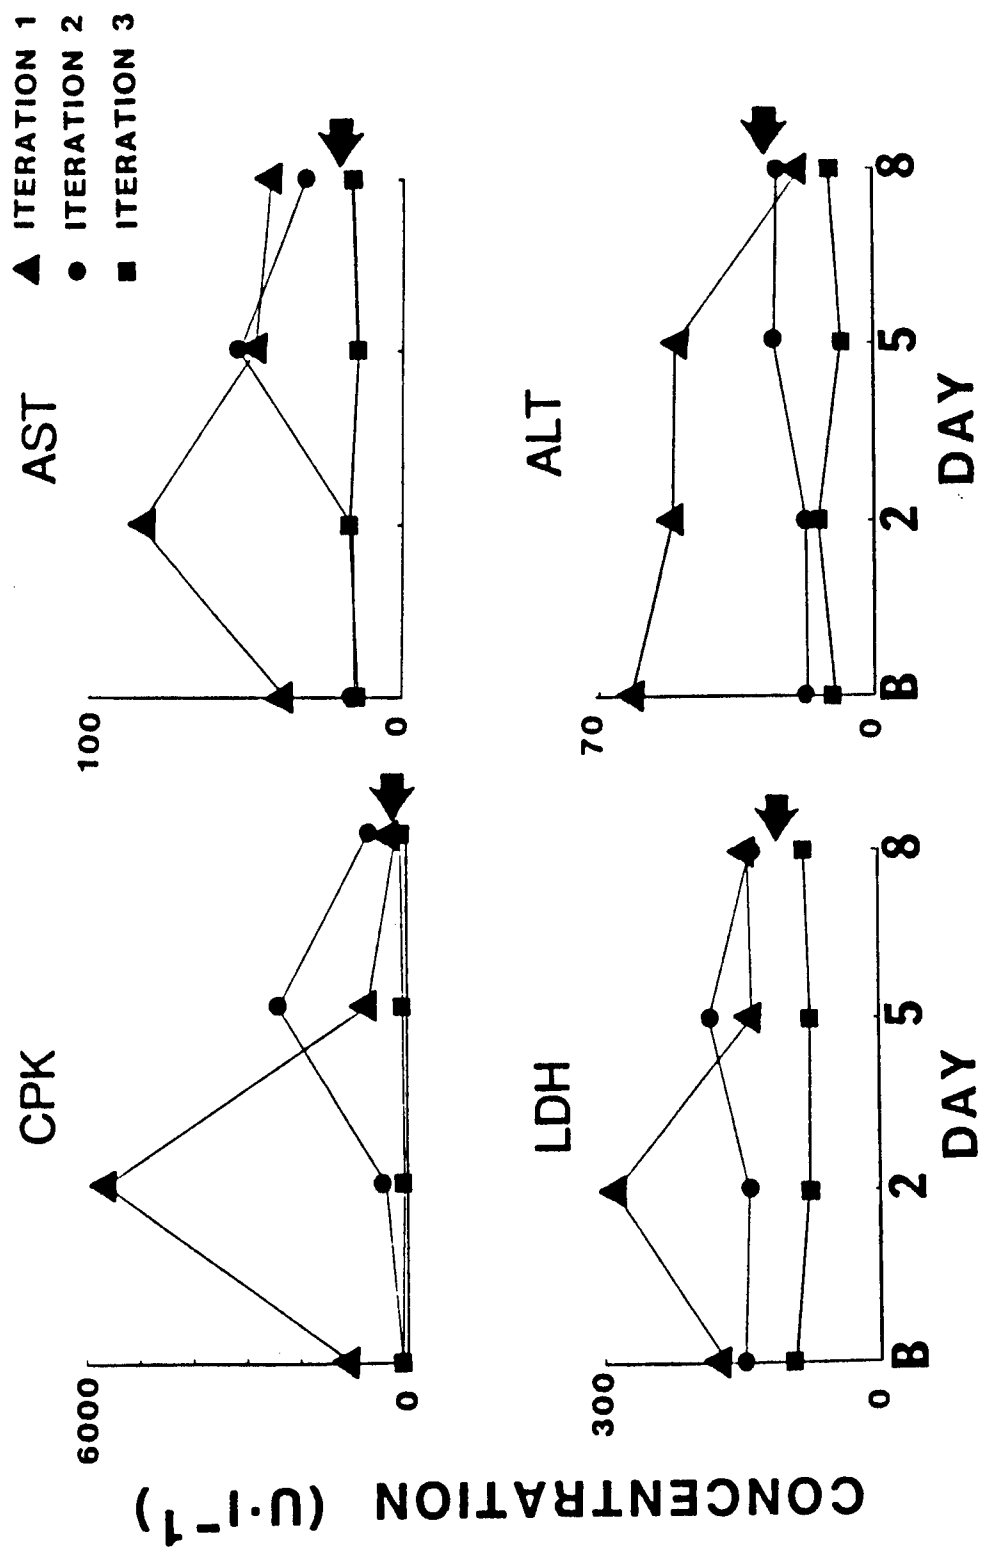 ITERATION 1
ITERATION 2
ITERATION 3
CONCENTRATION (U·l⁻¹)
CPK
6000
0
AST
100
0
LDH
300
0
B 2 5 8
DAY
ALT
70
0
B 2 5 8
DAY